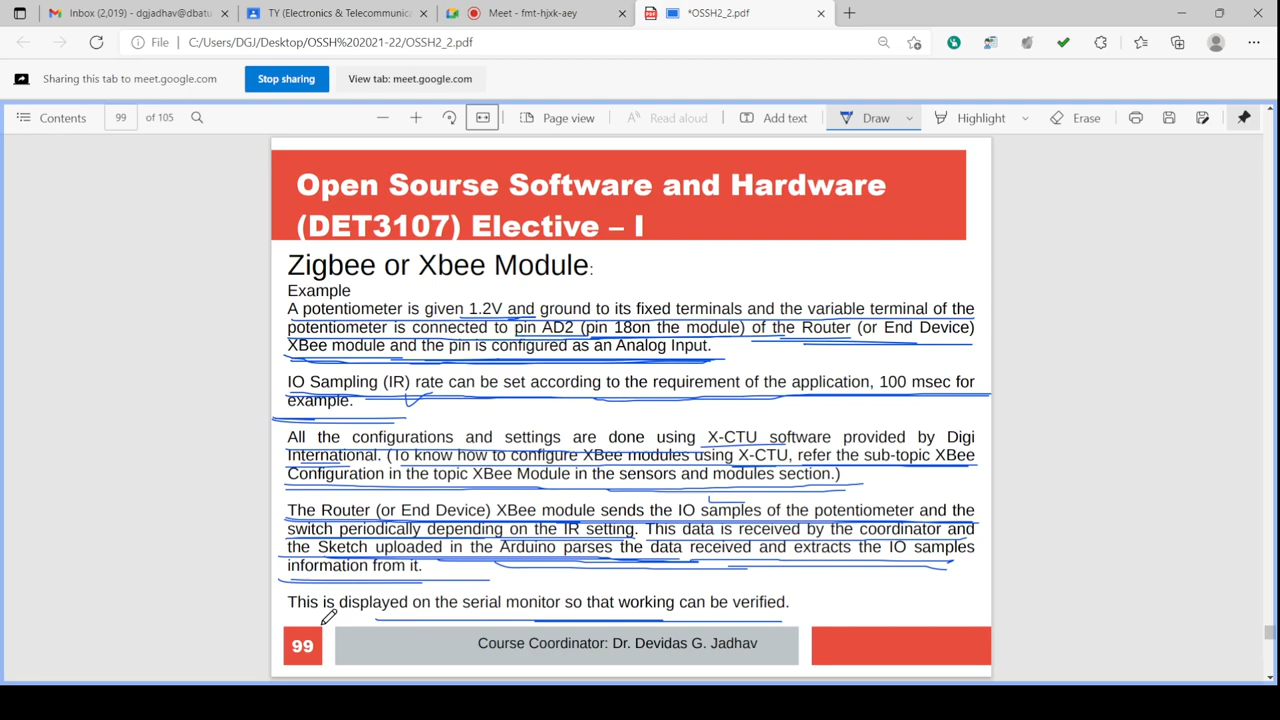 Inbox (2,019) - dgjadhav@dbatu
TY (Electronics & Telecommunica
Meet - fmt-hjxk-aey
*OSSH2_2.pdf
File C:/Users/DGJ/Desktop/OSSH%202021-22/OSSH2_2.pdf
Sharing this tab to meet.google.com Stop sharing View tab: meet.google.com
Contents 99 of 105 Page view Read aloud Add text Draw Highlight Erase
Open Sourse Software and Hardware
(DET3107) Elective – I
Zigbee or Xbee Module:
Example
A potentiometer is given 1.2V and ground to its fixed terminals and the variable terminal of the
potentiometer is connected to pin AD2 (pin 18on the module) of the Router (or End Device)
XBee module and the pin is configured as an Analog Input.
IO Sampling (IR) rate can be set according to the requirement of the application, 100 msec for
example.
All the configurations and settings are done using X-CTU software provided by Digi
International. (To know how to configure XBee modules using X-CTU, refer the sub-topic XBee
Configuration in the topic XBee Module in the sensors and modules section.)
The Router (or End Device) XBee module sends the IO samples of the potentiometer and the
switch periodically depending on the IR setting. This data is received by the coordinator and
the Sketch uploaded in the Arduino parses the data received and extracts the IO samples
information from it.
This is displayed on the serial monitor so that working can be verified.
99 Course Coordinator: Dr. Devidas G. Jadhav